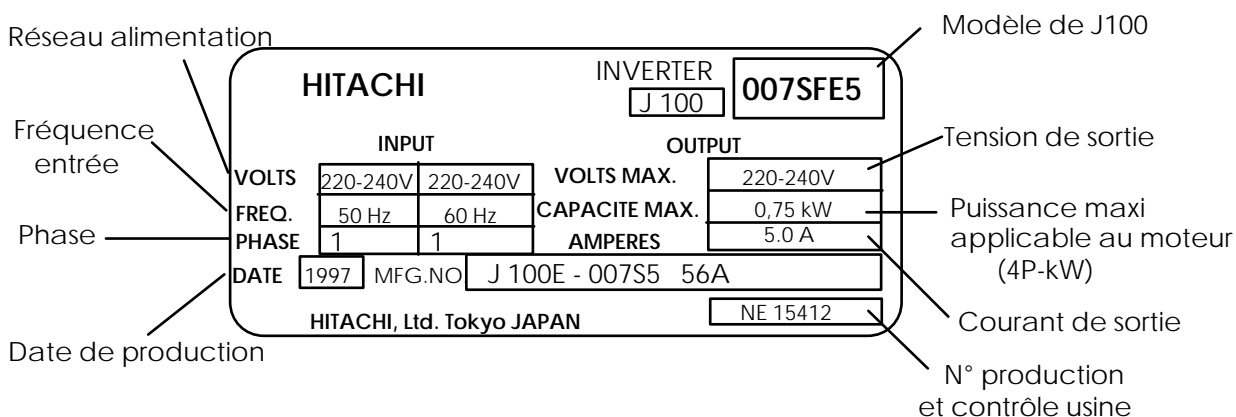 Modèle de J100
Réseau alimentation
HITACHI
INVERTER
J 100
007SFE5
Fréquence
entrée
INPUT
OUTPUT
Tension de sortie
VOLTS 220-240V 220-240V VOLTS MAX. 220-240V
FREQ. 50 Hz 60 Hz CAPACITE MAX. 0,75 kW
PHASE 1 1 AMPERES 5.0 A
Phase
Puissance maxi
applicable au moteur
(4P-kW)
DATE 1997 MFG.NO J 100E - 007S5 56A
HITACHI, Ltd. Tokyo JAPAN NE 15412
Courant de sortie
Date de production
N° production
et contrôle usine